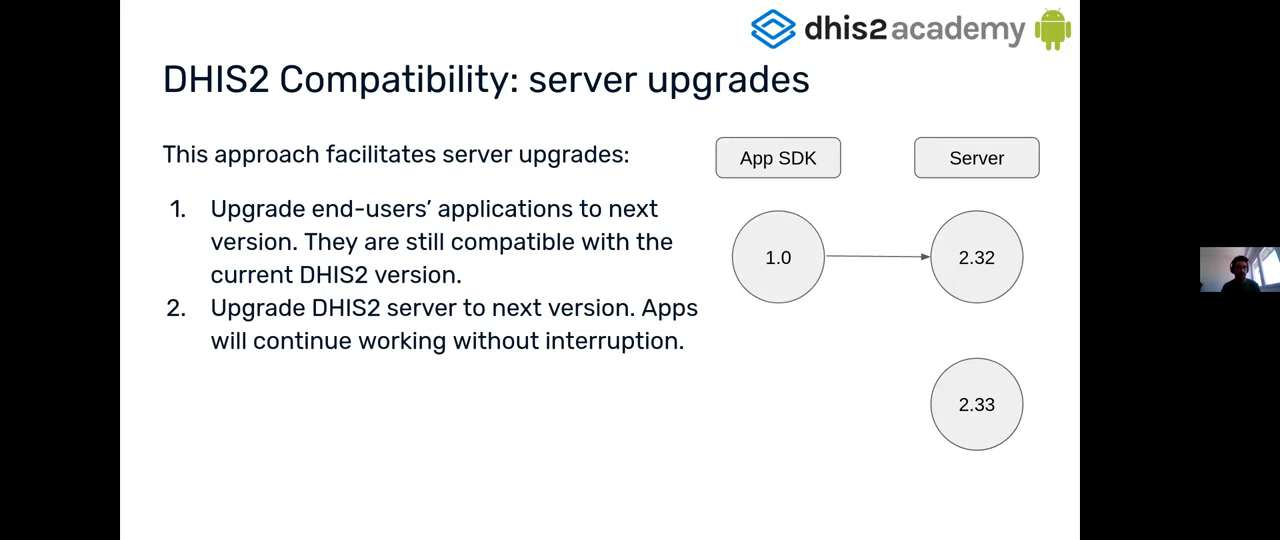 dhis2 academy
DHIS2 Compatibility: server upgrades
This approach facilitates server upgrades:
1. Upgrade end-users’ applications to next
version. They are still compatible with the
current DHIS2 version.
2. Upgrade DHIS2 server to next version. Apps
will continue working without interruption.
App SDK
Server
1.0
2.32
2.33